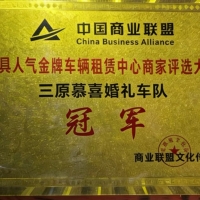 中国商业联盟
China Business Alliance
具人气金牌车辆租赁中心商家评选大
三原慕喜婚礼车队
冠军
商业联盟文化传